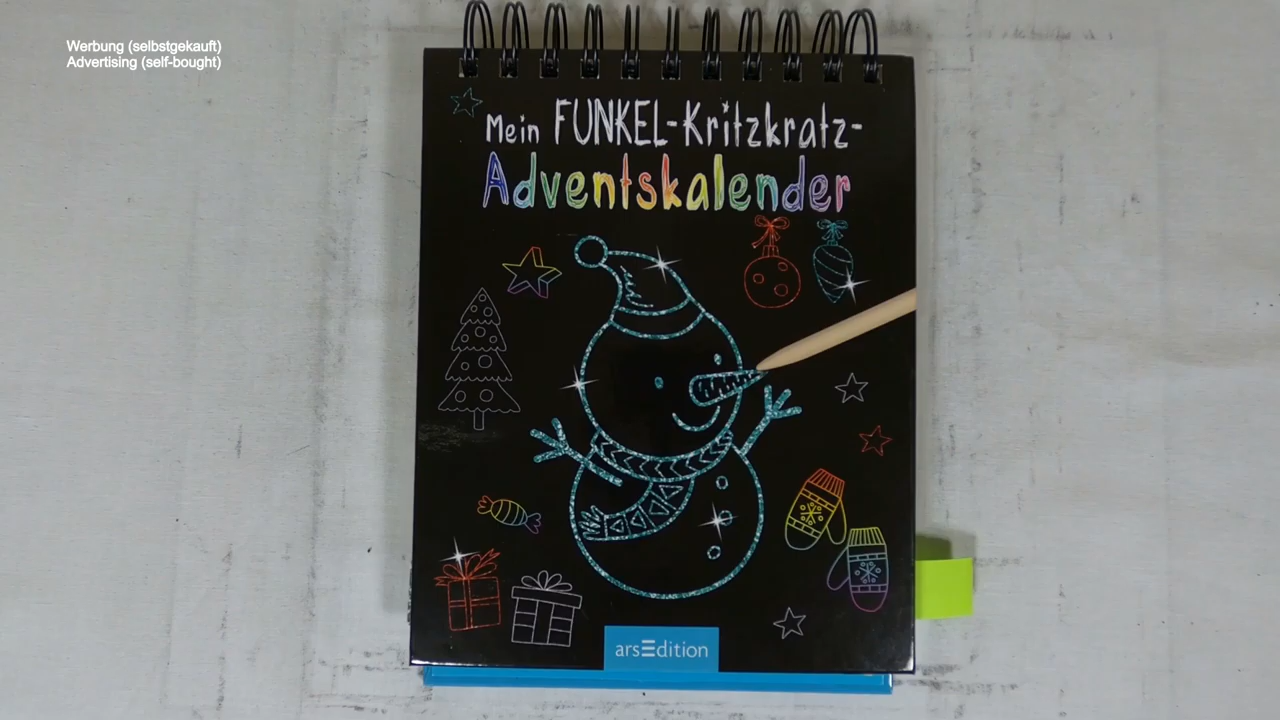 Werbung (selbstgekauft)
Advertising (self-bought)
Mein FUNKEL-Kritzkratz-
Adventskalender
arsEdition